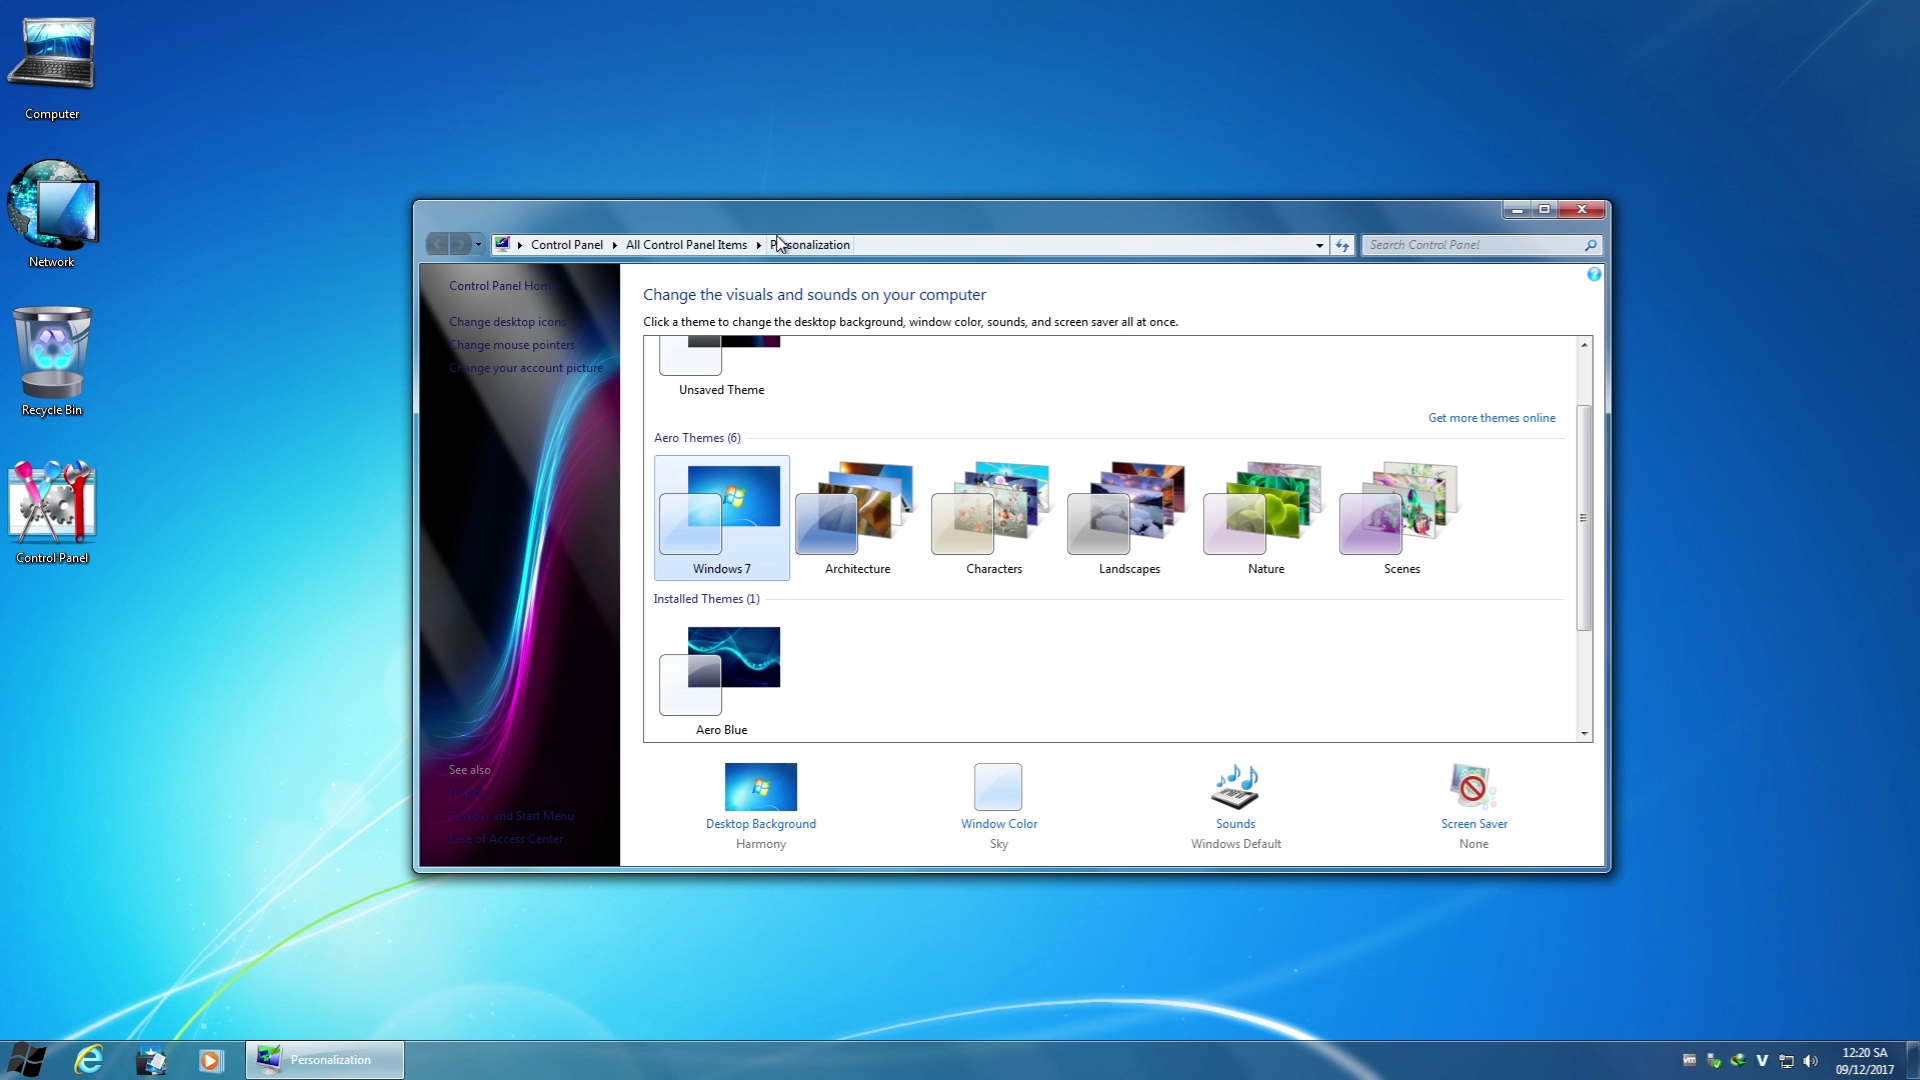 Computer
Network
Recycle Bin
Control Panel
Control Panel
All Control Panel Items
Personalization
Search Control Panel
Control Panel Home
Change desktop icons
Change mouse pointers
Change your account picture
See also
Display
Taskbar and Start Menu
Ease of Access Center
Change the visuals and sounds on your computer
Click a theme to change the desktop background, window color, sounds, and screen saver all at once.
Unsaved Theme
Get more themes online
Aero Themes (6)
Windows 7
Architecture
Characters
Landscapes
Nature
Scenes
Installed Themes (1)
Aero Blue
Desktop Background
Harmony
Window Color
Sky
Sounds
Windows Default
Screen Saver
None
Personalization
vm
V
12:20 SA
09/12/2017